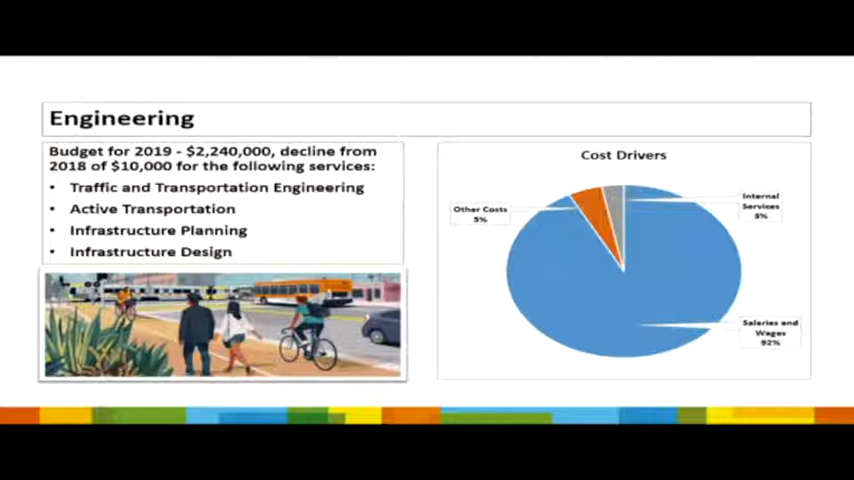 Engineering
Budget for 2019 - $2,240,000, decline from
2018 of $10,000 for the following services:
• Traffic and Transportation Engineering
• Active Transportation
• Infrastructure Planning
• Infrastructure Design
Cost Drivers
Other Costs
5%
Internal
Services
3%
Salaries and
Wages
92%